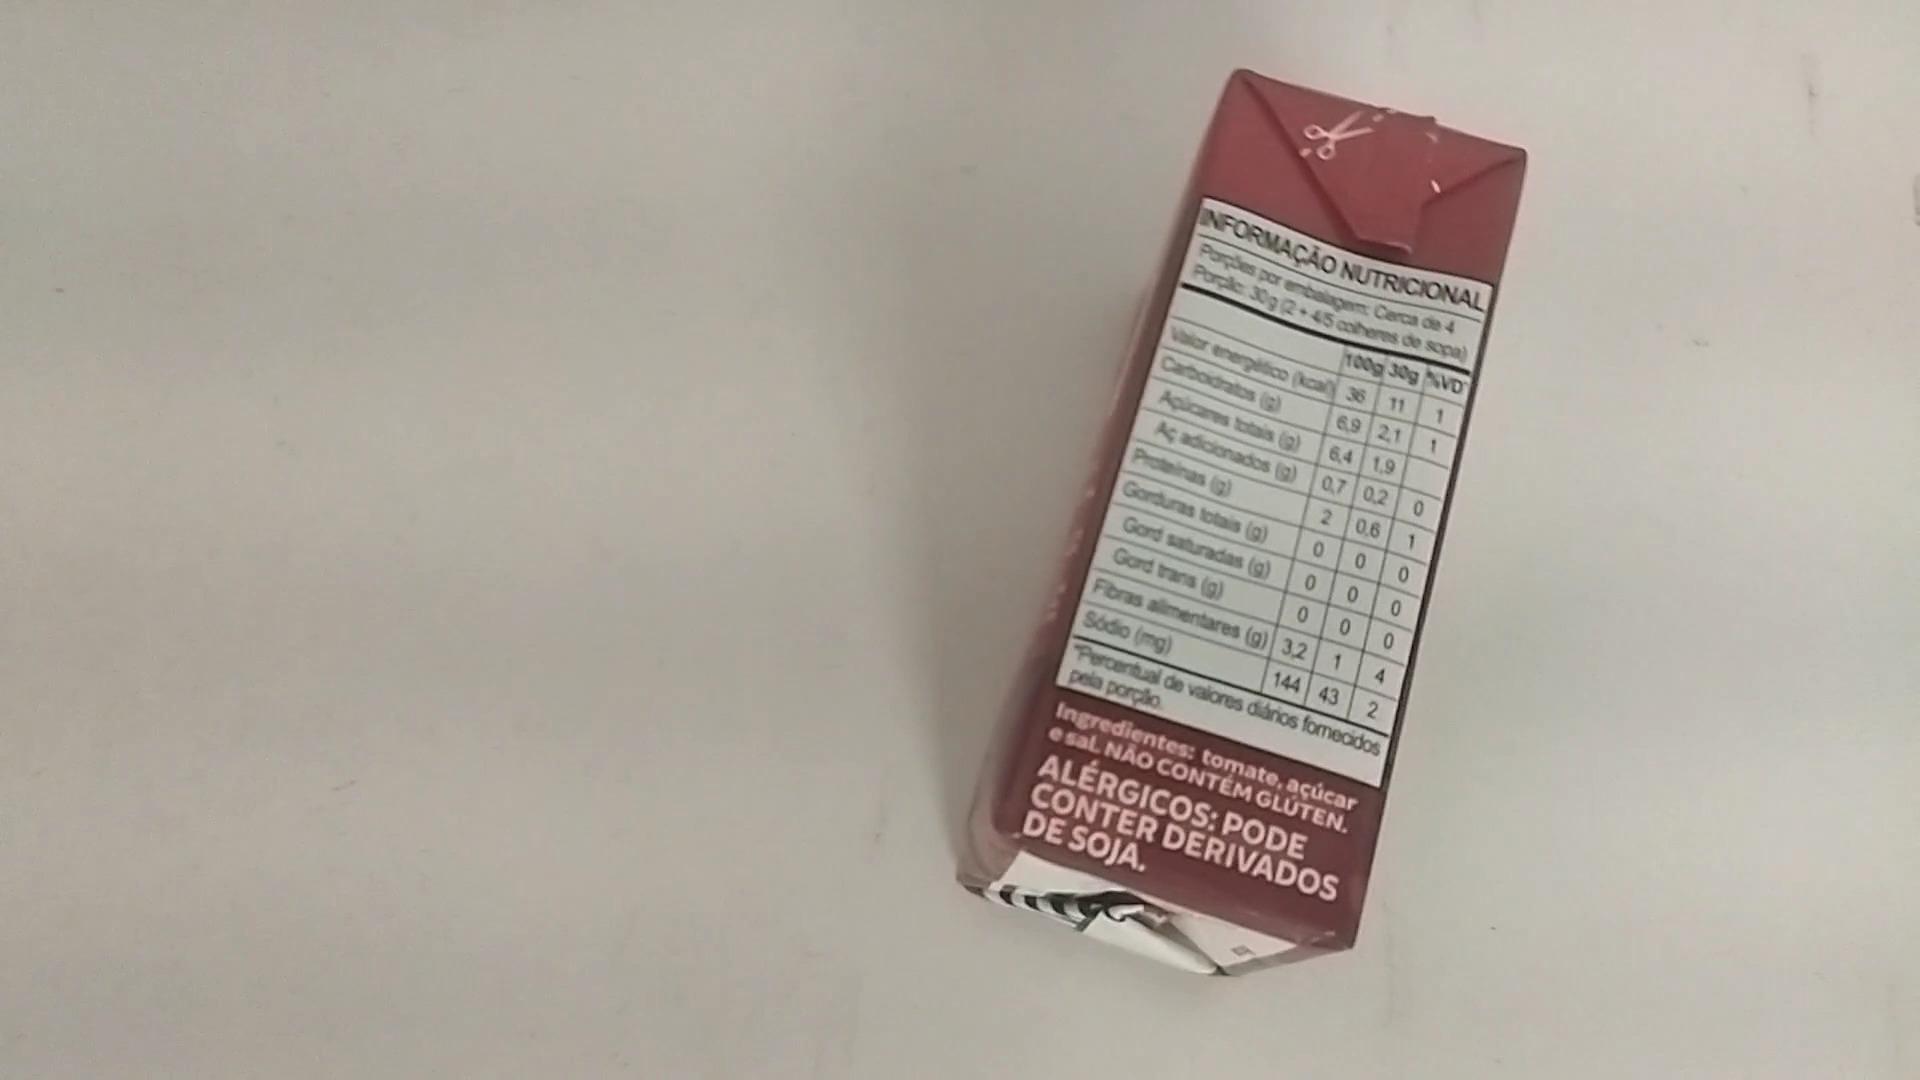 INFORMAÇÃO NUTRICIONAL
Porções por embalagem: Cerca de 4
Porção: 30g (2 + 4/5 colheres de sopa)
100g 30g %VD*
Valor energético (kcal) 36 11 1
Carboidratos (g) 6,9 2,1 1
Açúcares totais (g) 6,4 1,9
Aç adicionados (g) 0,7 0,2 0
Proteínas (g) 2 0,6 1
Gorduras totais (g) 0 0 0
Gord saturadas (g) 0 0 0
Gord trans (g) 0 0 0
Fibras alimentares (g) 3,2 1 4
Sódio (mg) 144 43 2
*Percentual de valores diários fornecidos
pela porção.
Ingredientes: tomate, açúcar
e sal. NÃO CONTÉM GLÚTEN.
ALÉRGICOS: PODE
CONTER DERIVADOS
DE SOJA.